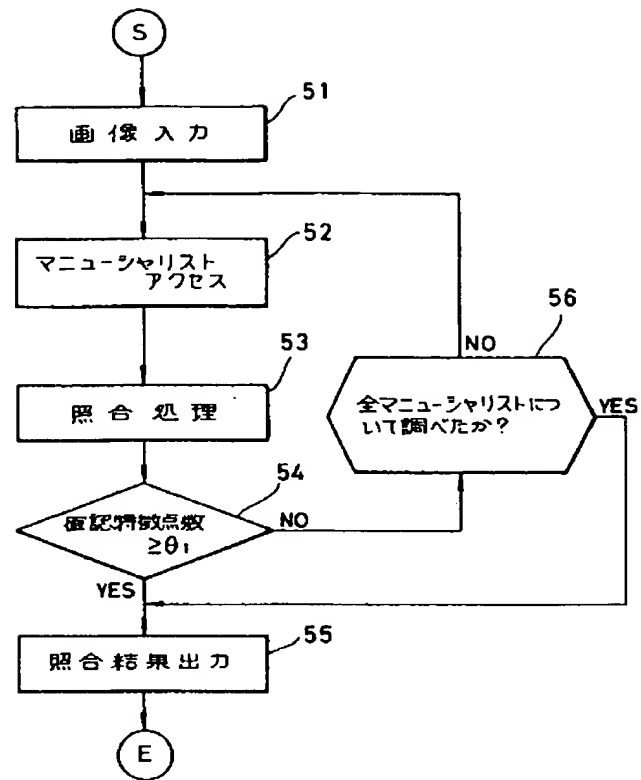 S
51
画像入力
52
マニューシャリスト
アクセス
53
照合処理
54
確認特徴点数
≧θ₁
NO
YES
56
全マニューシャリストにつ
いて調べたか?
NO
YES
55
照合結果出力
E